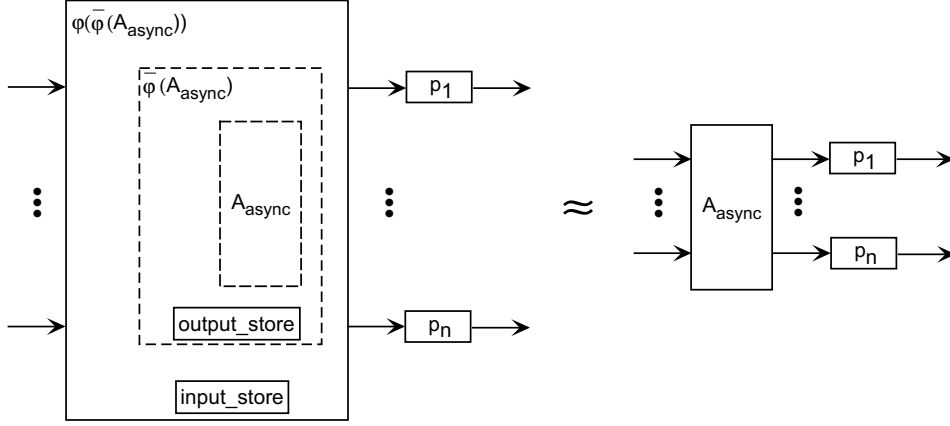 φ(φ̄(A_async))
φ̄(A_async)
p_1
A_async
output_store
p_n
input_store
≈
A_async
p_1
p_n